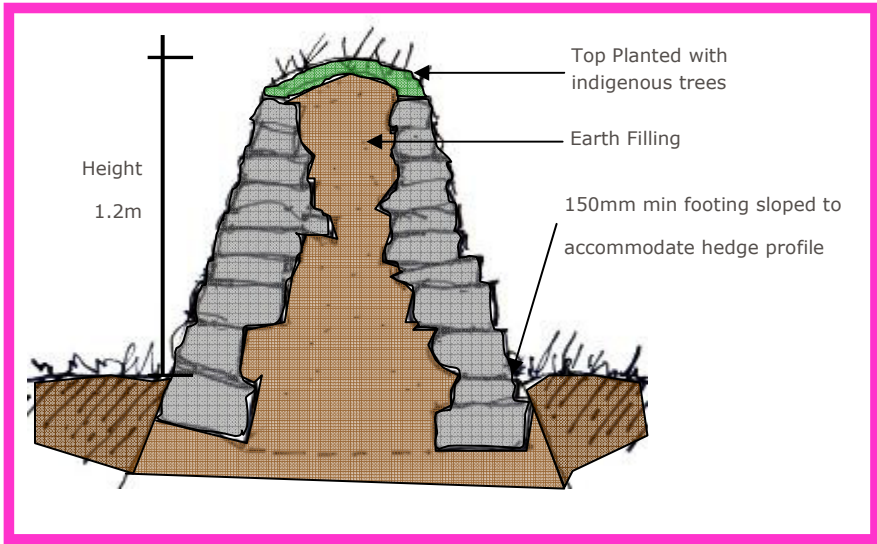 Top Planted with
indigenous trees
Earth Filling
Height
1.2m
150mm min footing sloped to
accommodate hedge profile